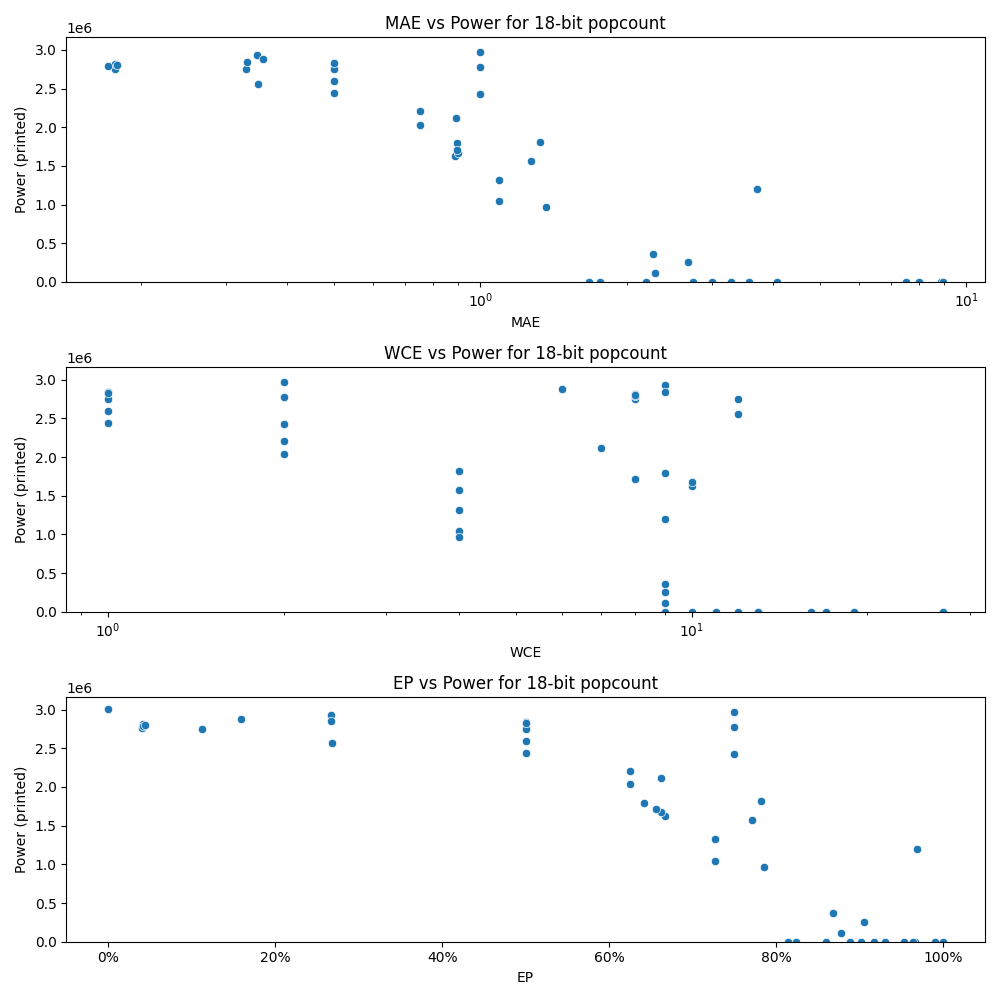 MAE vs Power for 18-bit popcount
1e6
3.0
2.5
2.0
1.5
1.0
0.5
0.0
Power (printed)
10⁰
10¹
MAE
WCE vs Power for 18-bit popcount
1e6
3.0
2.5
2.0
1.5
1.0
0.5
0.0
Power (printed)
10⁰
10¹
WCE
EP vs Power for 18-bit popcount
1e6
3.0
2.5
2.0
1.5
1.0
0.5
0.0
Power (printed)
0%
20%
40%
60%
80%
100%
EP